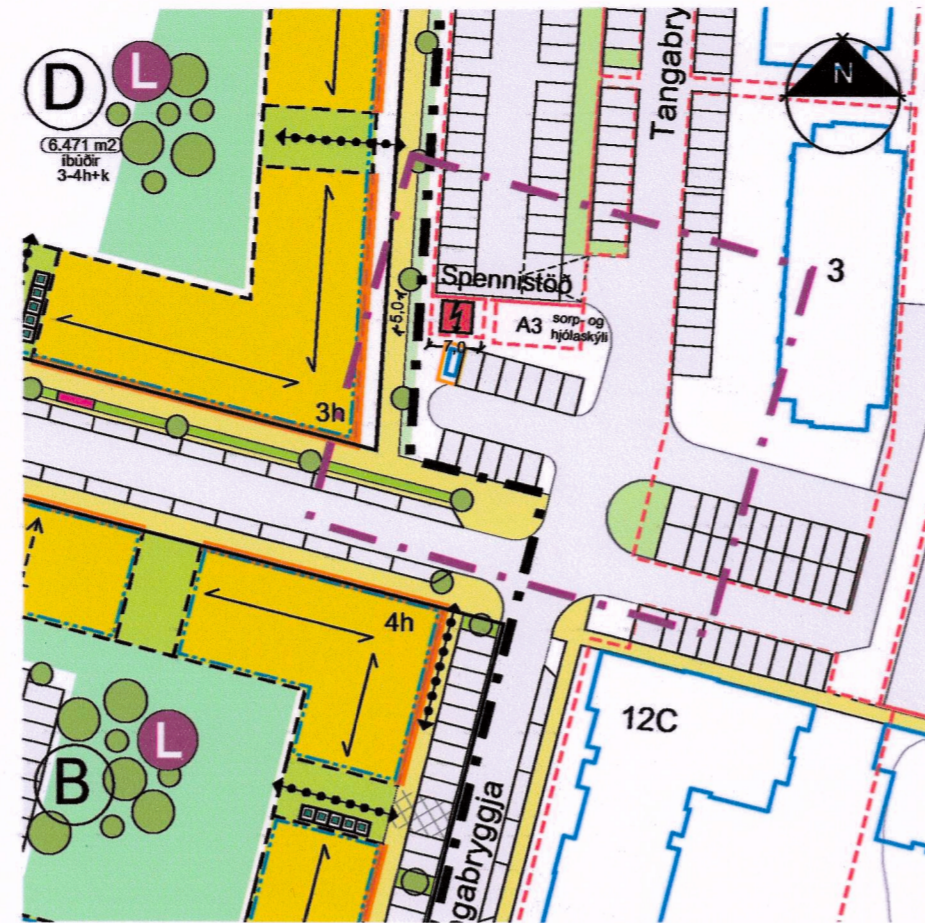 D
L
6.471 m2
íbúðir
3-4h+k
Tangabry
N
3
Spennistöð
5,0
A3 sorp- og
hjólaskýli
7,0
3h
4h
12C
L
B
gabryggja